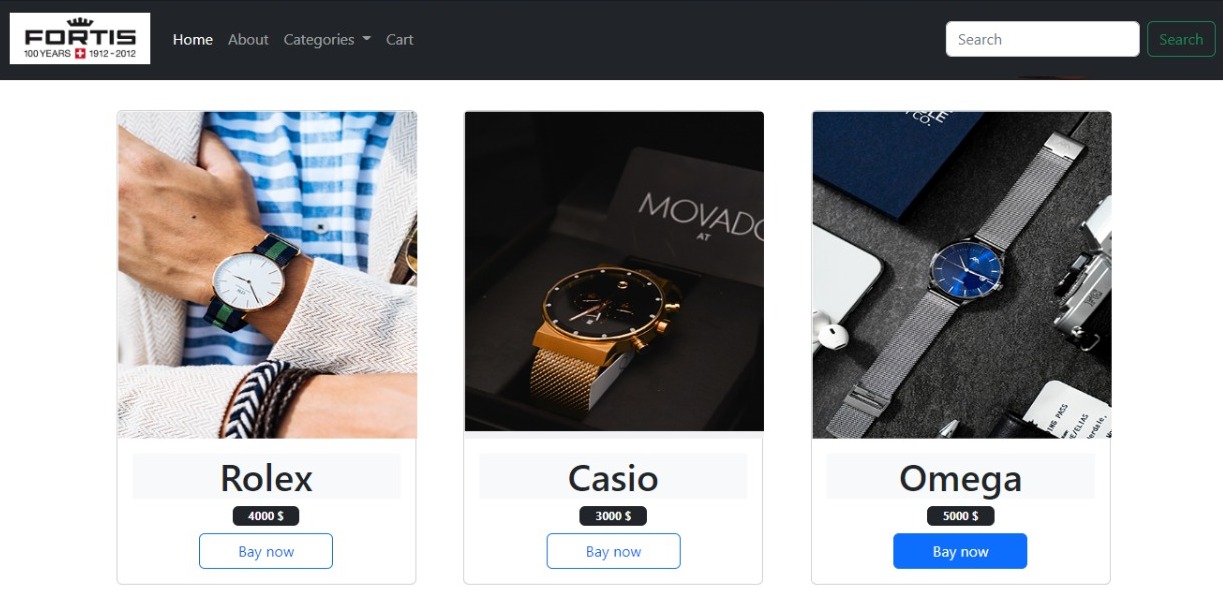 FORTIS
100 YEARS 1912-2012
Home About Categories Cart
Search Search
MOVADO
AT
CO.
Rolex
Casio
Omega
4000 $
3000 $
5000 $
Bay now
Bay now
Bay now